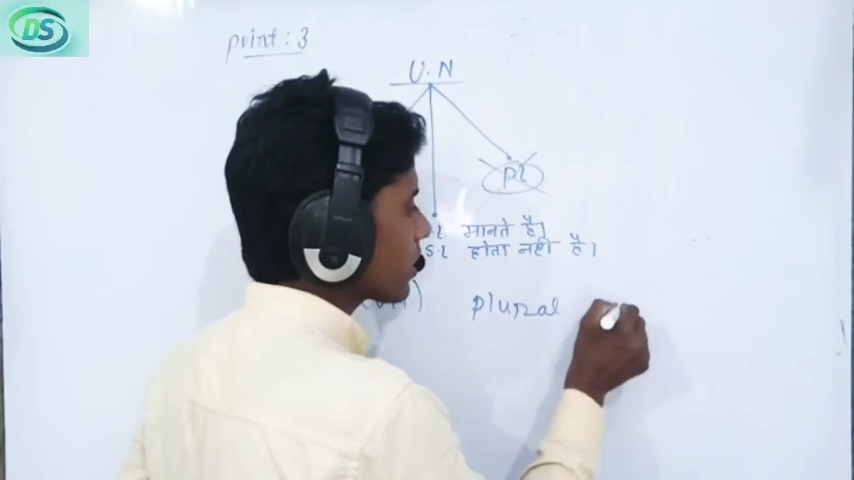 DS
point : 3
U.N
pl
मानते है।
S.l होता नही है।
plural